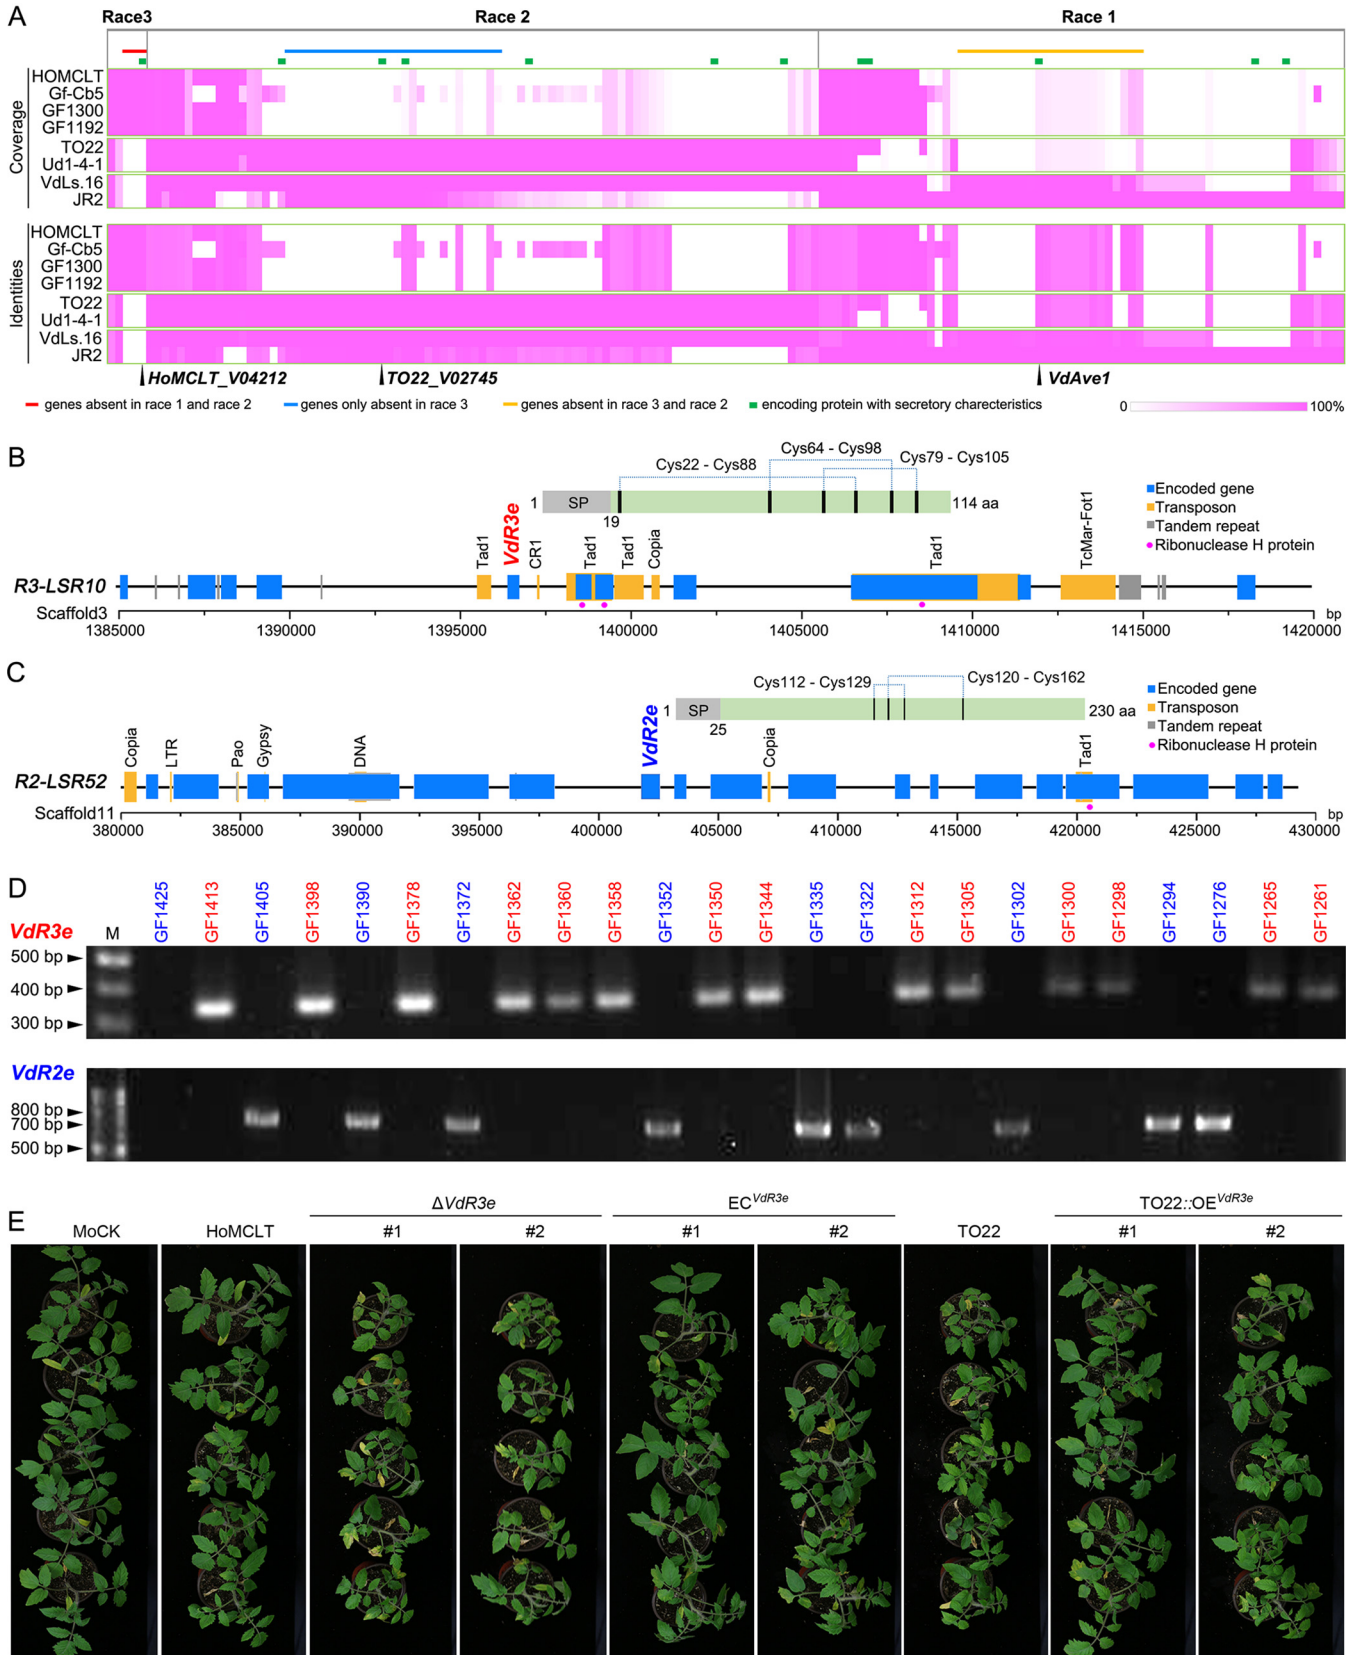 A
Race3
Race 2
Race 1
Coverage
HOMCLT
Gf-Cb5
GF1300
GF1192
TO22
Ud1-4-1
VdLs.16
JR2
Identities
HOMCLT
Gf-Cb5
GF1300
GF1192
TO22
Ud1-4-1
VdLs.16
JR2
HoMCLT_V04212
TO22_V02745
VdAve1
genes absent in race 1 and race 2
genes only absent in race 3
genes absent in race 3 and race 2
encoding protein with secretory charecteristics
0
100%
B
Cys22 - Cys88
Cys64 - Cys98
Cys79 - Cys105
1
SP
19
114 aa
Encoded gene
Transposon
Tandem repeat
Ribonuclease H protein
Tad1
VdR3e
CR1
Tad1
Tad1
Copia
Tad1
TcMar-Fot1
R3-LSR10
Scaffold3
bp
1385000
1390000
1395000
1400000
1405000
1410000
1415000
1420000
C
Cys112 - Cys129
Cys120 - Cys162
1
SP
25
230 aa
Encoded gene
Transposon
Tandem repeat
Ribonuclease H protein
Copia
LTR
Pao
Gypsy
DNA
VdR2e
Copia
Tad1
R2-LSR52
Scaffold11
bp
380000
385000
390000
395000
400000
405000
410000
415000
420000
425000
430000
D
GF1425
GF1413
GF1405
GF1398
GF1390
GF1378
GF1372
GF1362
GF1360
GF1358
GF1352
GF1350
GF1344
GF1335
GF1322
GF1312
GF1305
GF1302
GF1300
GF1298
GF1294
GF1276
GF1265
GF1261
VdR3e
M
500 bp
400 bp
300 bp
VdR2e
800 bp
700 bp
500 bp
E
ΔVdR3e
EC^VdR3e
TO22::OE^VdR3e
MoCK
HoMCLT
#1
#2
#1
#2
TO22
#1
#2